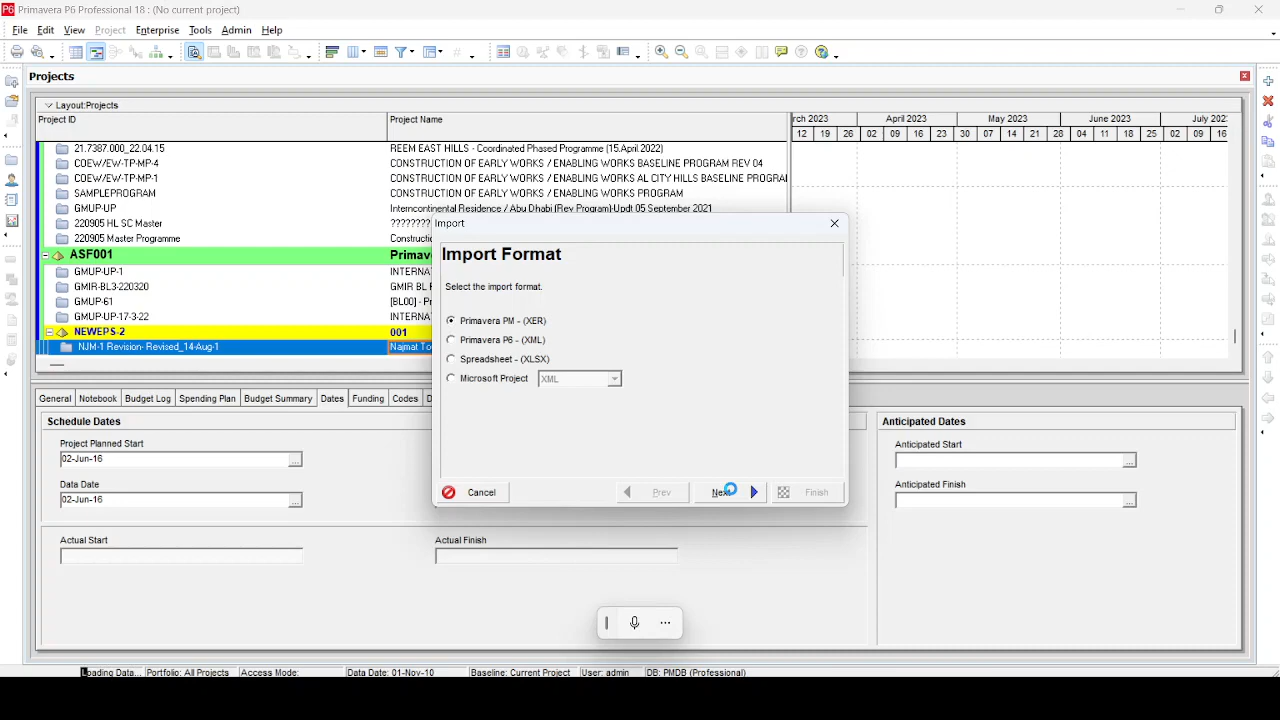 P6 Primavera P6 Professional 18 : (No current project)
File Edit View Project Enterprise Tools Admin Help
Projects
Layout:Projects
Project ID Project Name
rch 2023 April 2023 May 2023 June 2023 July 202
12 19 26 02 09 16 23 30 07 14 21 28 04 11 18 25 02 09 16
21.7387.000_22.04.15 REEM EAST HILLS - Coordinated Phased Programme (15.April.2022)
COEW/EW-TP-MP-4 CONSTRUCTION OF EARLY WORKS / ENABLING WORKS BASELINE PROGRAM REV 04
COEW/EW-TP-MP-1 CONSTRUCTION OF EARLY WORKS / ENABLING WORKS AL CITY HILLS BASELINE PROGRAI
SAMPLEPROGRAM CONSTRUCTION OF EARLY WORKS / ENABLING WORKS PROGRAM
GMUP-UP Interncontinental Residence / Abu Dhabi (Rev Program)-Updt 05 September 2021
220905 HL SC Master ????????
220905 Master Programme Constructi
ASF001 Primav
GMUP-UP-1 INTERNA
GMIR-BL3-220320 GMIR BL F
GMUP-61 [BL00] - Pr
GMUP-UP-17-3-22 INTERNA
NEWEPS-2 001
NJM-1 Revision- Revised_14-Aug-1 Najmat To
Import
Import Format
Select the import format.
Primavera PM - (XER)
Primavera P6 - (XML)
Spreadsheet - (XLSX)
Microsoft Project XML
Cancel Prev Next Finish
General Notebook Budget Log Spending Plan Budget Summary Dates Funding Codes D
Schedule Dates
Project Planned Start
02-Jun-16
Data Date
02-Jun-16
Actual Start
Actual Finish
Anticipated Dates
Anticipated Start
Anticipated Finish
Loading Data... Portfolio: All Projects Access Mode: Data Date: 01-Nov-10 Baseline: Current Project User: admin DB: PMDB (Professional)